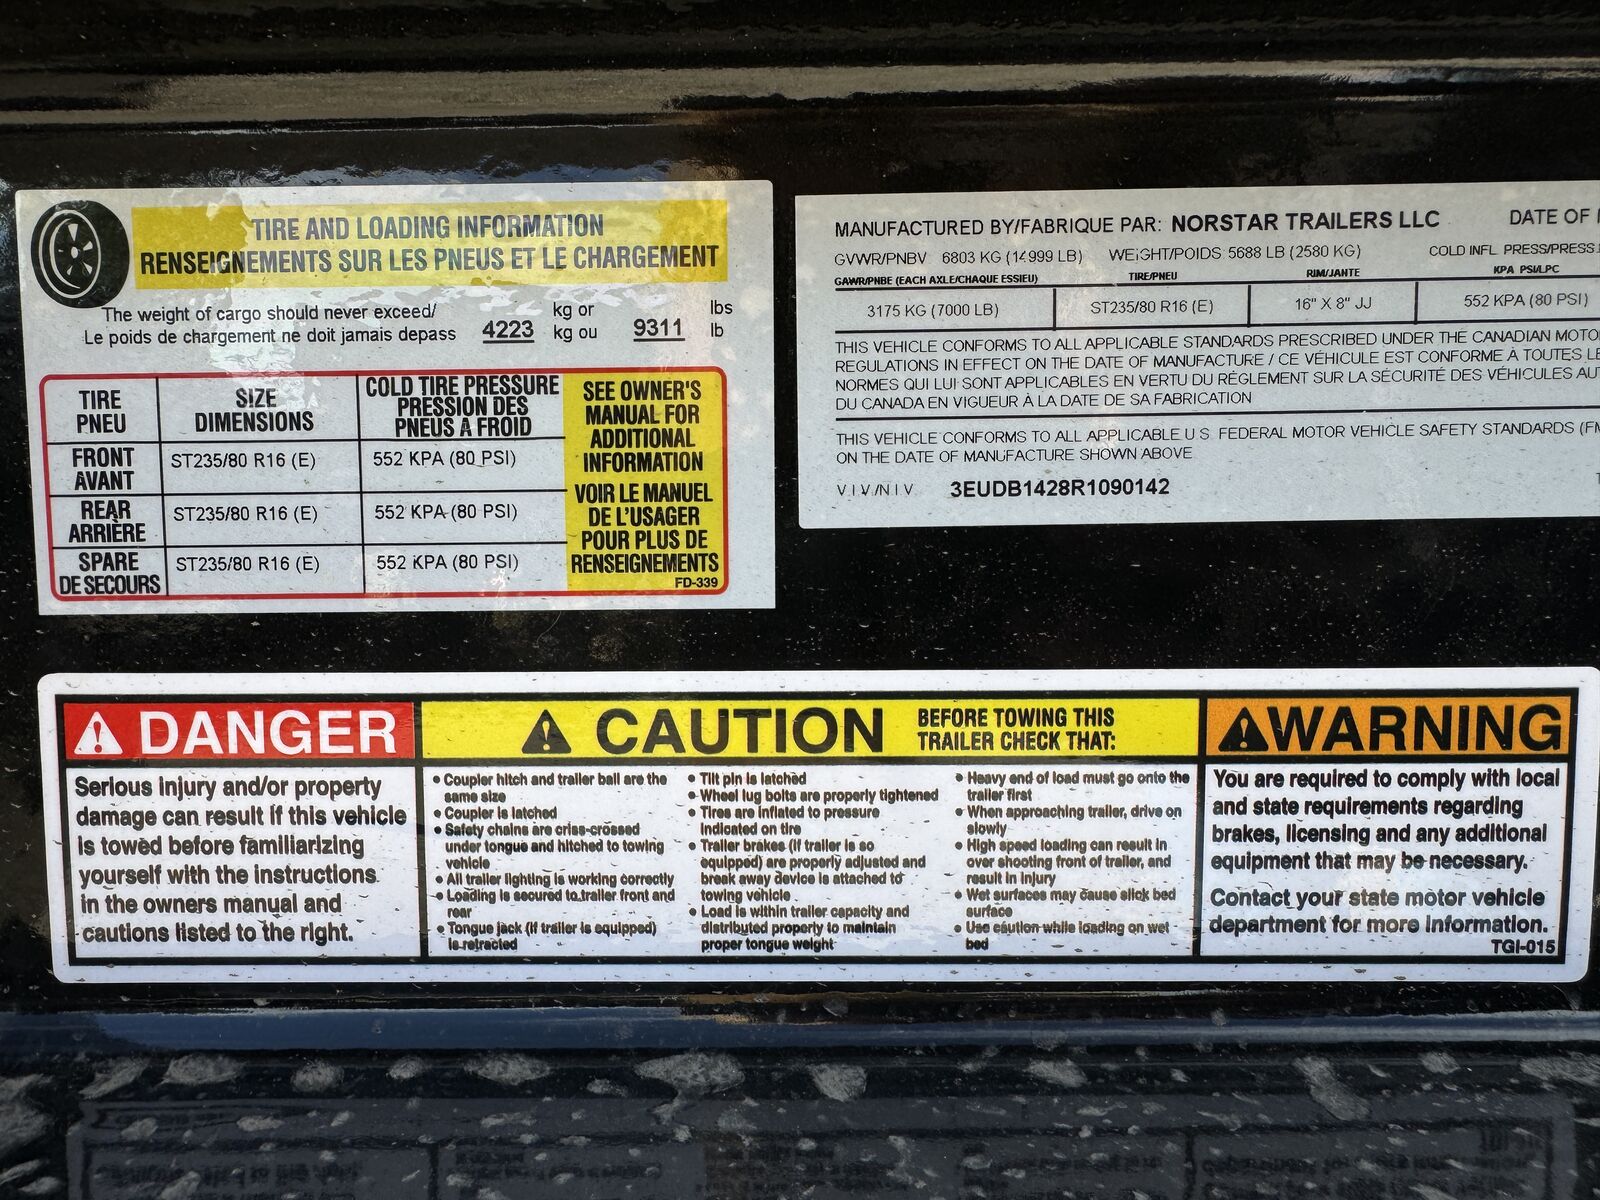 TIRE AND LOADING INFORMATION
RENSEIGNEMENTS SUR LES PNEUS ET LE CHARGEMENT
The weight of cargo should never exceed/ kg or lbs
Le poids de chargement ne doit jamais depass 4223 kg ou 9311 lb
TIRE
PNEU
SIZE
DIMENSIONS
COLD TIRE PRESSURE
PRESSION DES
PNEUS A FROID
FRONT
AVANT
ST235/80 R16 (E)
552 KPA (80 PSI)
REAR
ARRIÈRE
ST235/80 R16 (E)
552 KPA (80 PSI)
SPARE
DE SECOURS
ST235/80 R16 (E)
552 KPA (80 PSI)
SEE OWNER'S
MANUAL FOR
ADDITIONAL
INFORMATION
VOIR LE MANUEL
DE L'USAGER
POUR PLUS DE
RENSEIGNEMENTS
FD-339
MANUFACTURED BY/FABRIQUE PAR: NORSTAR TRAILERS LLC DATE OF
GVWR/PNBV 6803 KG (14999 LB) WEIGHT/POIDS 5688 LB (2580 KG) COLD INFL PRESS/PRESS
GAWR/PNBE (EACH AXLE/CHAQUE ESSIEU) TIRE/PNEU RIM/JANTE KPA PSI/LPC
3175 KG (7000 LB) ST235/80 R16 (E) 16" X 8" JJ 552 KPA (80 PSI)
THIS VEHICLE CONFORMS TO ALL APPLICABLE STANDARDS PRESCRIBED UNDER THE CANADIAN MOTO
REGULATIONS IN EFFECT ON THE DATE OF MANUFACTURE / CE VÉHICULE EST CONFORME À TOUTES LE
NORMES QUI LUI SONT APPLICABLES EN VERTU DU RÉGLEMENT SUR LA SÉCURITÉ DES VÉHICULES AU
DU CANADA EN VIGUEUR À LA DATE DE SA FABRICATION
THIS VEHICLE CONFORMS TO ALL APPLICABLE U S FEDERAL MOTOR VEHICLE SAFETY STANDARDS (FM
ON THE DATE OF MANUFACTURE SHOWN ABOVE
V I V /N I V 3EUDB1428R1090142
DANGER
Serious injury and/or property
damage can result if this vehicle
is towed before familiarizing
yourself with the instructions
in the owners manual and
cautions listed to the right.
CAUTION
BEFORE TOWING THIS
TRAILER CHECK THAT:
• Coupler hitch and trailer ball are the
same size
• Coupler is latched
• Safety chains are criss-crossed
under tongue and hitched to towing
vehicle
• All trailer lighting is working correctly
• Loading is secured to trailer front and
rear
• Tongue jack (if trailer is equipped)
is retracted
• Tilt pin is latched
• Wheel lug bolts are properly tightened
• Tires are inflated to pressure
indicated on tire
• Trailer brakes (if trailer is so
equipped) are properly adjusted and
break away device is attached to
towing vehicle
• Load is within trailer capacity and
distributed properly to maintain
proper tongue weight
• Heavy end of load must go onto the
trailer first
• When approaching trailer, drive on
slowly
• High speed loading can result in
over shooting front of trailer, and
result in injury
• Wet surfaces may cause slick bed
surface
• Use caution while loading on wet
bed
WARNING
You are required to comply with local
and state requirements regarding
brakes, licensing and any additional
equipment that may be necessary.
Contact your state motor vehicle
department for more information.
TGI-015